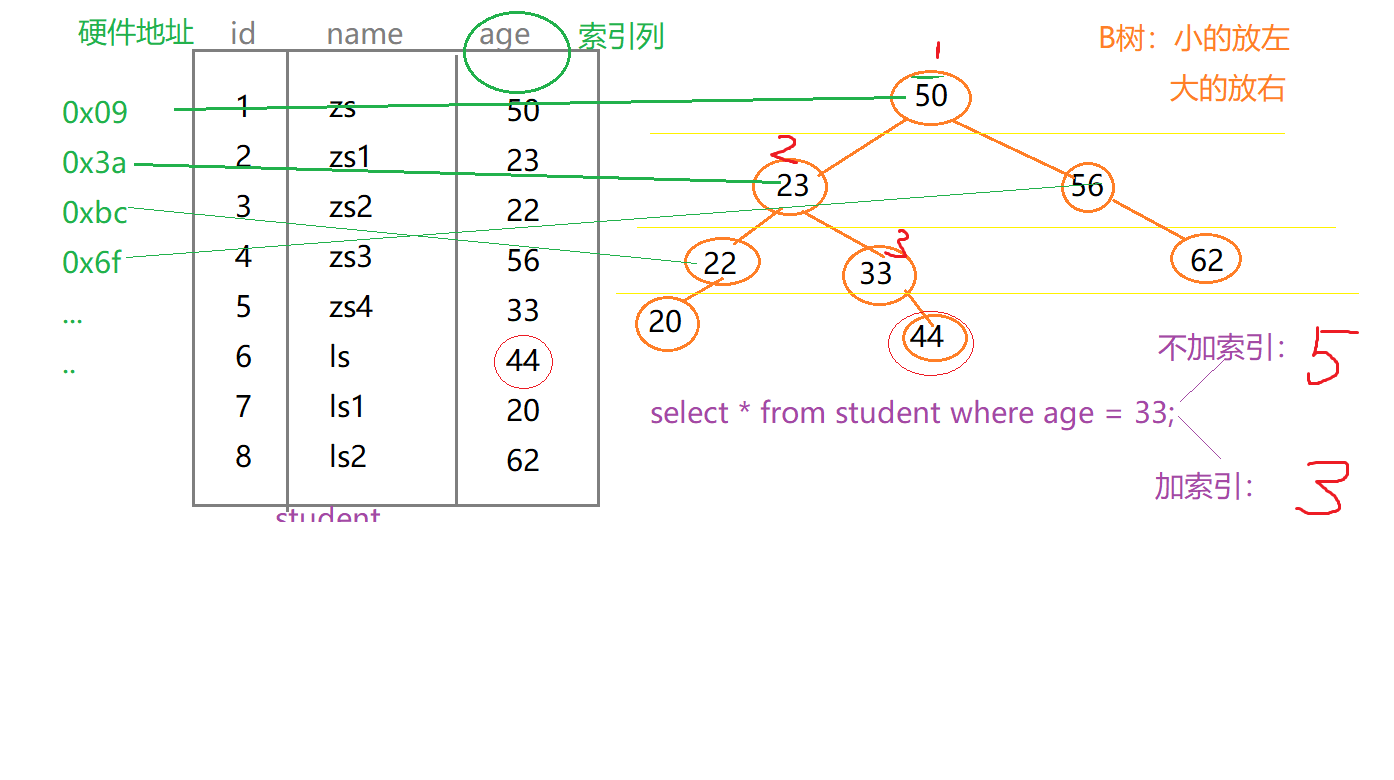 硬件地址 id name age 索引列
0x09 1 zs 50
0x3a 2 zs1 23
0xbc 3 zs2 22
0x6f 4 zs3 56
... 5 zs4 33
.. 6 ls 44
7 ls1 20
8 ls2 62
student
B树：小的放左
大的放右
1
50
2
23
56
22
3
33
62
20
44
不加索引： 5
select * from student where age = 33;
加索引： 3